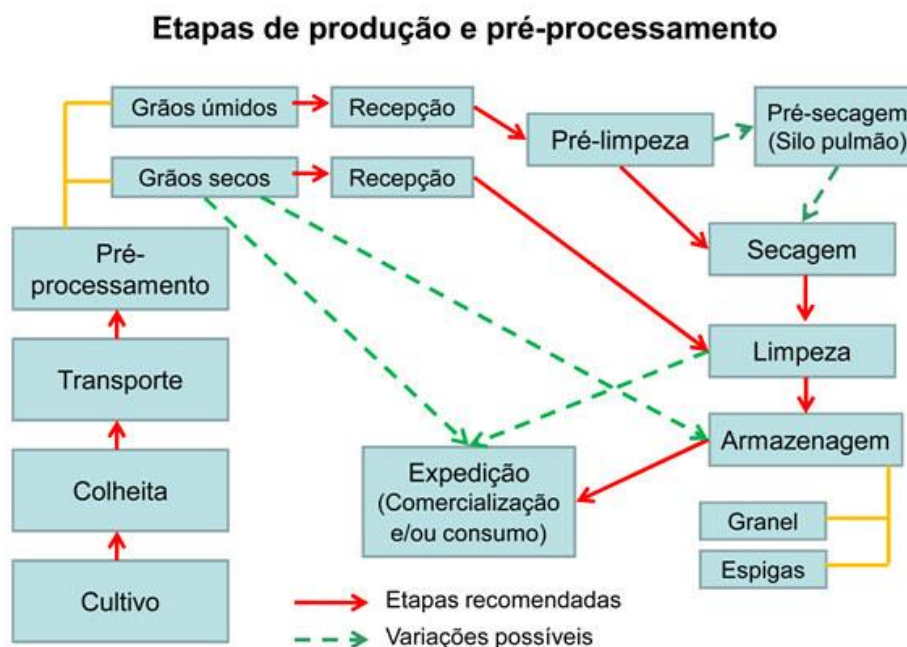 Etapas de produção e pré-processamento
Grãos úmidos
Recepção
Pré-limpeza
Pré-secagem
(Silo pulmão)
Grãos secos
Recepção
Pré-
processamento
Secagem
Transporte
Limpeza
Colheita
Expedição
(Comercialização
e/ou consumo)
Armazenagem
Granel
Espigas
Cultivo
Etapas recomendadas
Variações possíveis